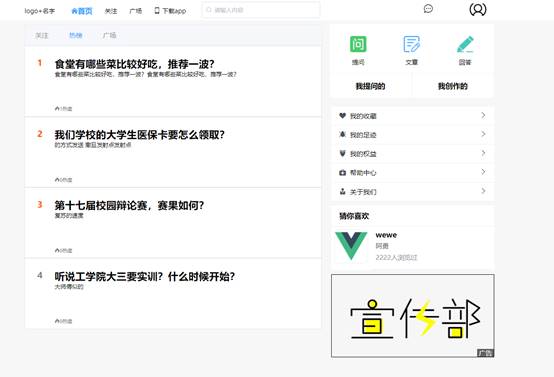 logo+名字
首页
关注
广场
下载app
请输入内容
关注
热榜
广场
1
食堂有哪些菜比较好吃，推荐一波？
食堂有哪些菜比较好吃、推荐一波？食堂有哪些菜比较好吃、推荐一波？
2
我们学校的大学生医保卡要怎么领取？
的方式发送 重旦发射点发射点
0热度
3
第十七届校园辩论赛，赛果如何？
复苏的速度
0热度
4
听说工学院大三要实训？什么时候开始？
大师傅似的
0热度
问
提问
文章
回答
我提问的
我创作的
我的收藏
我的足迹
我的权益
帮助中心
关于我们
猜你喜欢
wewe
阿勇
2222人浏览过
宣传部
广告